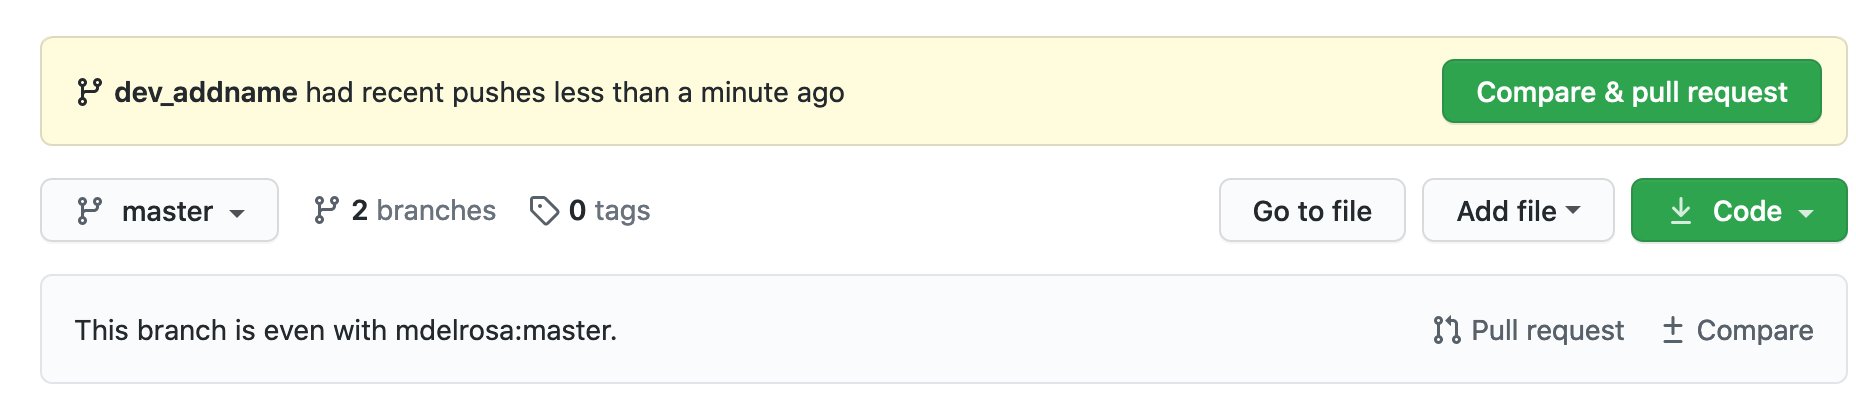 dev_addname had recent pushes less than a minute ago
Compare & pull request
master
2 branches
0 tags
Go to file
Add file
Code
This branch is even with mdelrosa:master.
Pull request
Compare